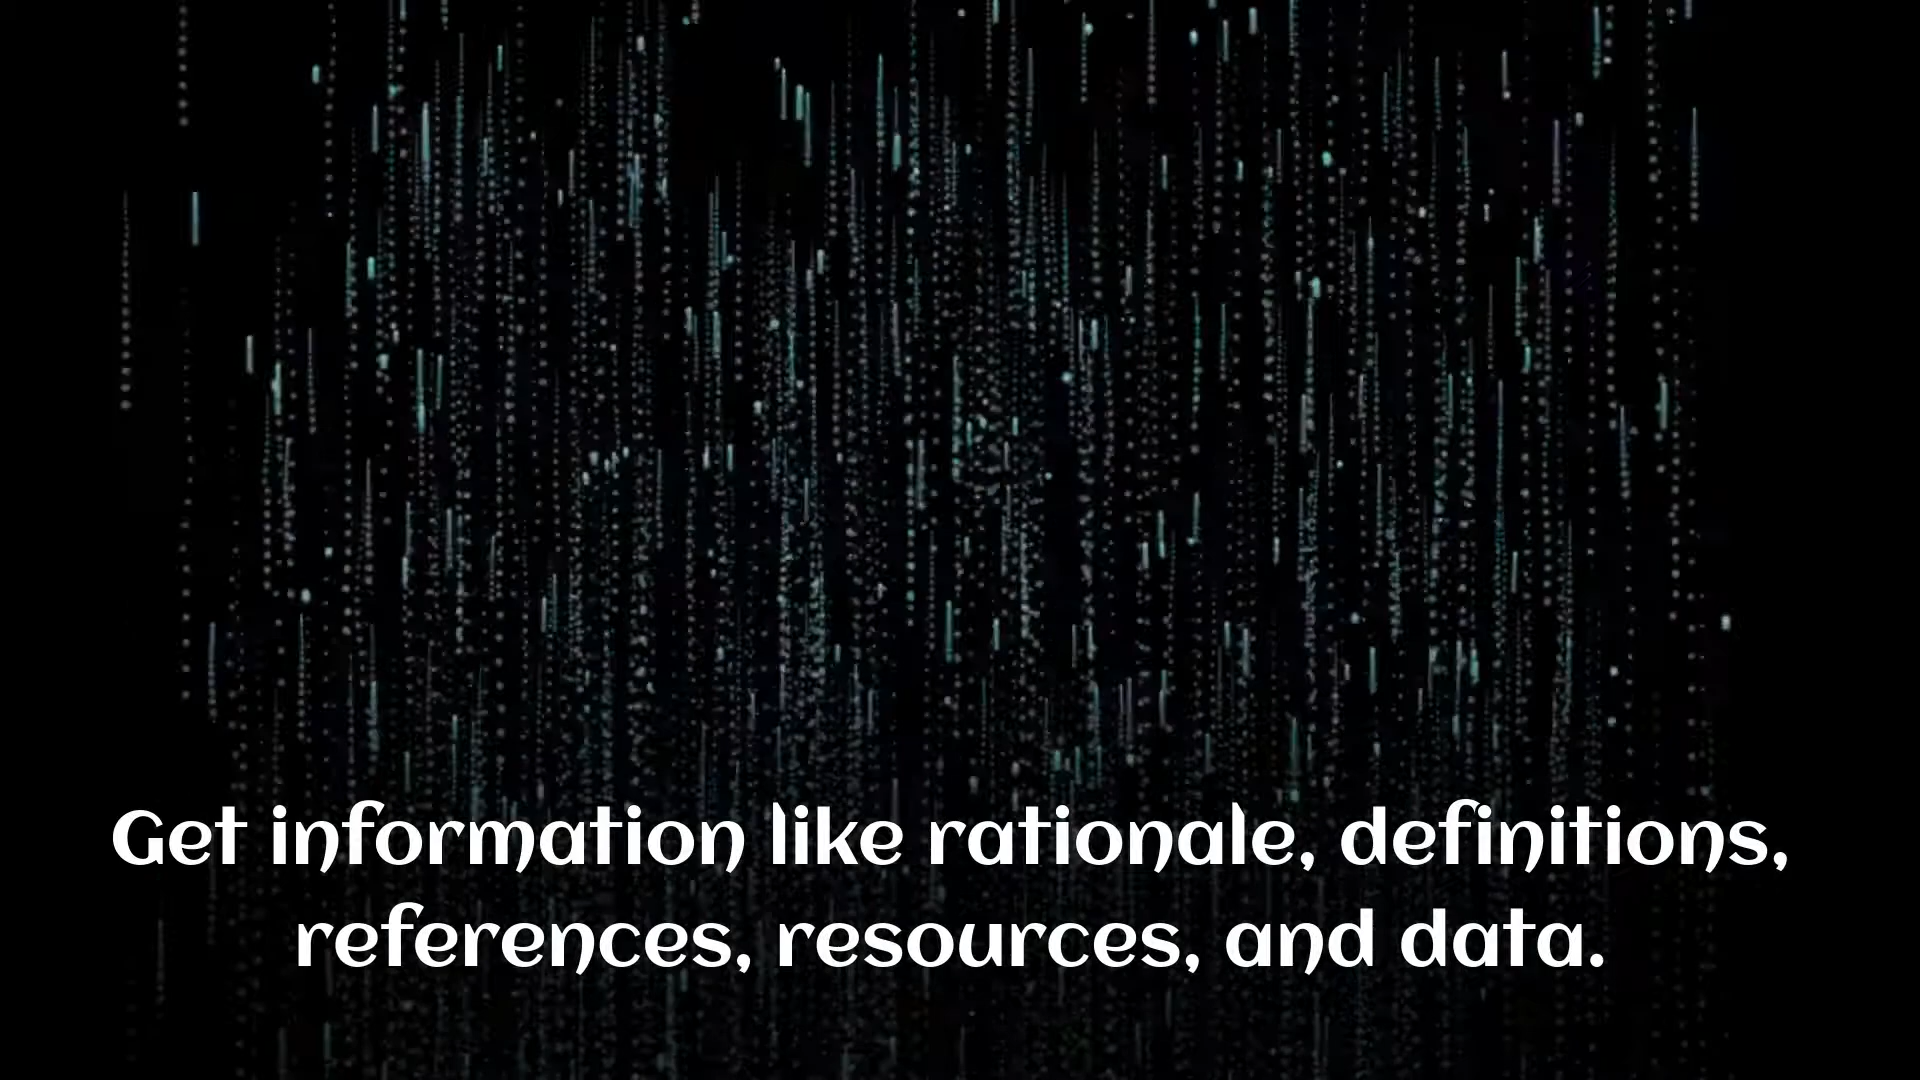 Get information like rationale, definitions,
references, resources, and data.